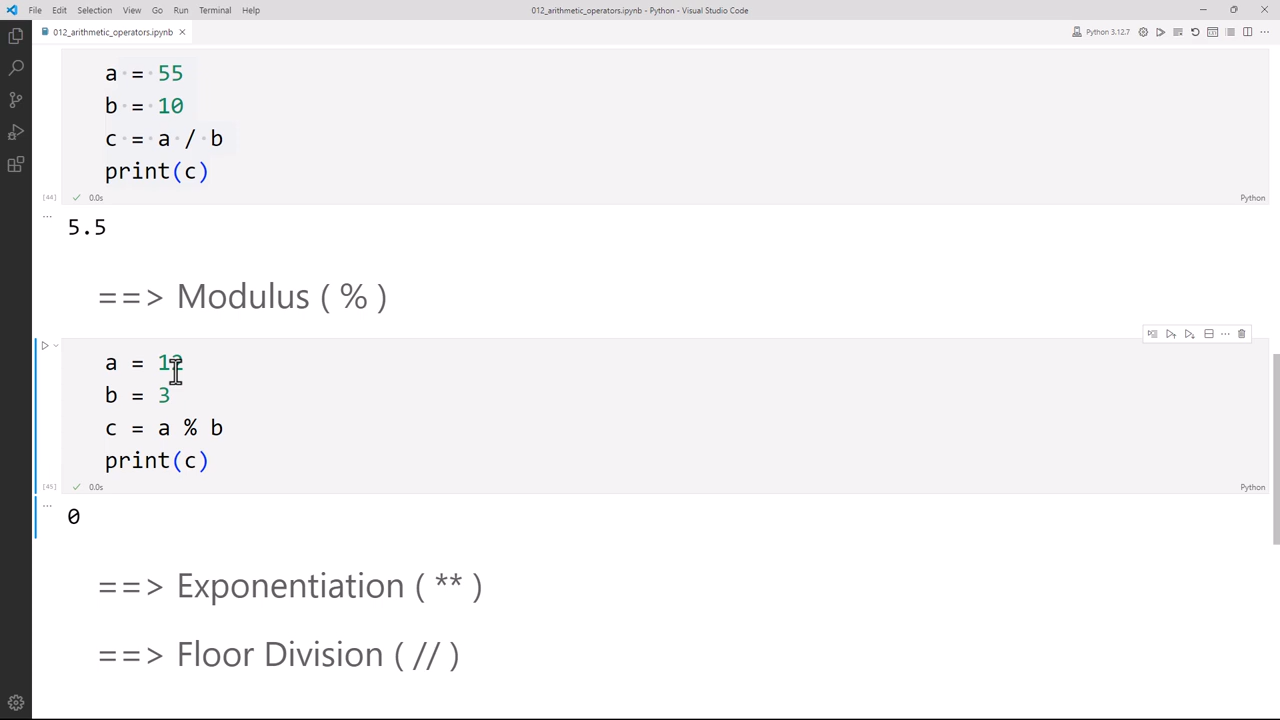 File Edit Selection View Go Run Terminal Help
012_arithmetic_operators.ipynb - Python - Visual Studio Code
012_arithmetic_operators.ipynb
Python 3.12.7
a = 55
b = 10
c = a / b
print(c)
[44] 0.0s Python
5.5
==> Modulus ( % )
a = 12
b = 3
c = a % b
print(c)
[45] 0.0s Python
0
==> Exponentiation ( ** )
==> Floor Division ( // )